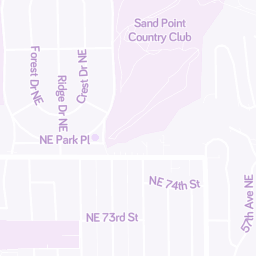 Sand Point
Country Club
Forest Dr NE
Ridge Dr NE
Crest Dr NE
NE Park Pl
NE 74th St
57th Ave NE
NE 73rd St